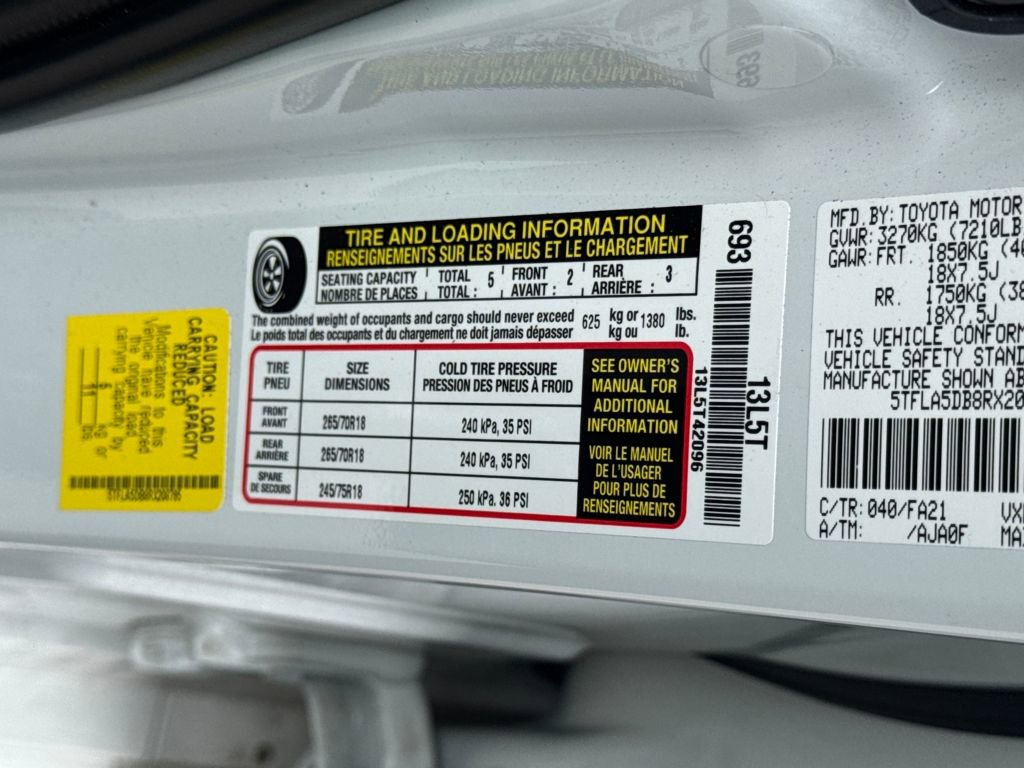 TIRE AND LOADING INFORMATION
RENSEIGNEMENTS SUR LES PNEUS ET LE CHARGEMENT
SEATING CAPACITY TOTAL 5 FRONT 2 REAR 3
NOMBRE DE PLACES TOTAL : AVANT : ARRIÈRE :
The combined weight of occupants and cargo should never exceed 625 kg or 1380 lbs.
Le poids total des occupants et du chargement ne doit jamais dépasser kg ou lb.
TIRE
PNEU
SIZE
DIMENSIONS
COLD TIRE PRESSURE
PRESSION DES PNEUS À FROID
FRONT
AVANT
265/70R18
240 kPa, 35 PSI
REAR
ARRIÈRE
265/70R18
240 kPa, 35 PSI
SPARE
DE SECOURS
245/75R18
250 kPa. 36 PSI
SEE OWNER'S
MANUAL FOR
ADDITIONAL
INFORMATION
VOIR LE MANUEL
DE L'USAGER
POUR PLUS DE
RENSEIGNEMENTS
693
13L5T
13L5T42096
CAUTION: LOAD
CARRYING CAPACITY
REDUCED
Modifications to this
Vehicle have reduced
the original load
carrying capacity by
kg or
lbs
MFD. BY: TOYOTA MOTOR
GVWR: 3270KG (7210LB
GAWR: FRT. 1850KG
18X7.5J
RR. 1750KG
18X7.5J
THIS VEHICLE CONFORM
VEHICLE SAFETY STAND
MANUFACTURE SHOWN AB
5TFLA5DB8RX20
C/TR: 040/FA21
A/TM: /AJA0F
693